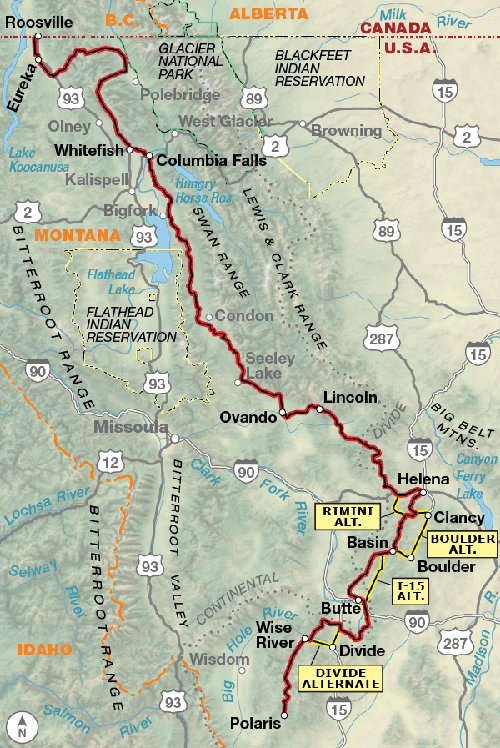 Roosville
B.C.
ALBERTA
Milk
River
CANADA
U.S.A.
GLACIER
NATIONAL
PARK
BLACKFEET
INDIAN
RESERVATION
Eureka
93
Polebridge
89
15
Olney
West Glacier
Browning
2
Whitefish
Columbia Falls
2
Lake
Koocanusa
Kalispell
Hungry
Horse Res.
2
Bigfork
MONTANA
93
SWAN RANGE
LEWIS & CLARK RANGE
89
15
BITTERROOT RANGE
Flathead
Lake
FLATHEAD
INDIAN
RESERVATION
Condon
287
15
90
93
Seeley
Lake
Ovando
Lincoln
DIVIDE
BIG BELT
MTNS.
Missoula
15
12
90
Clark
Fork
River
Canyon
Ferry
Lake
Helena
Lochsa River
RIMINI
ALT.
Clancy
BITTERROOT RANGE
BITTERROOT VALLEY
Basin
BOULDER
ALT.
Boulder
Selway
River
93
CONTINENTAL
I-15
ALT.
Butte
90
Wise
River
Big
Hole
River
Divide
287
Madison
R.
IDAHO
Wisdom
DIVIDE
ALTERNATE
Salmon
River
93
Polaris
15
N